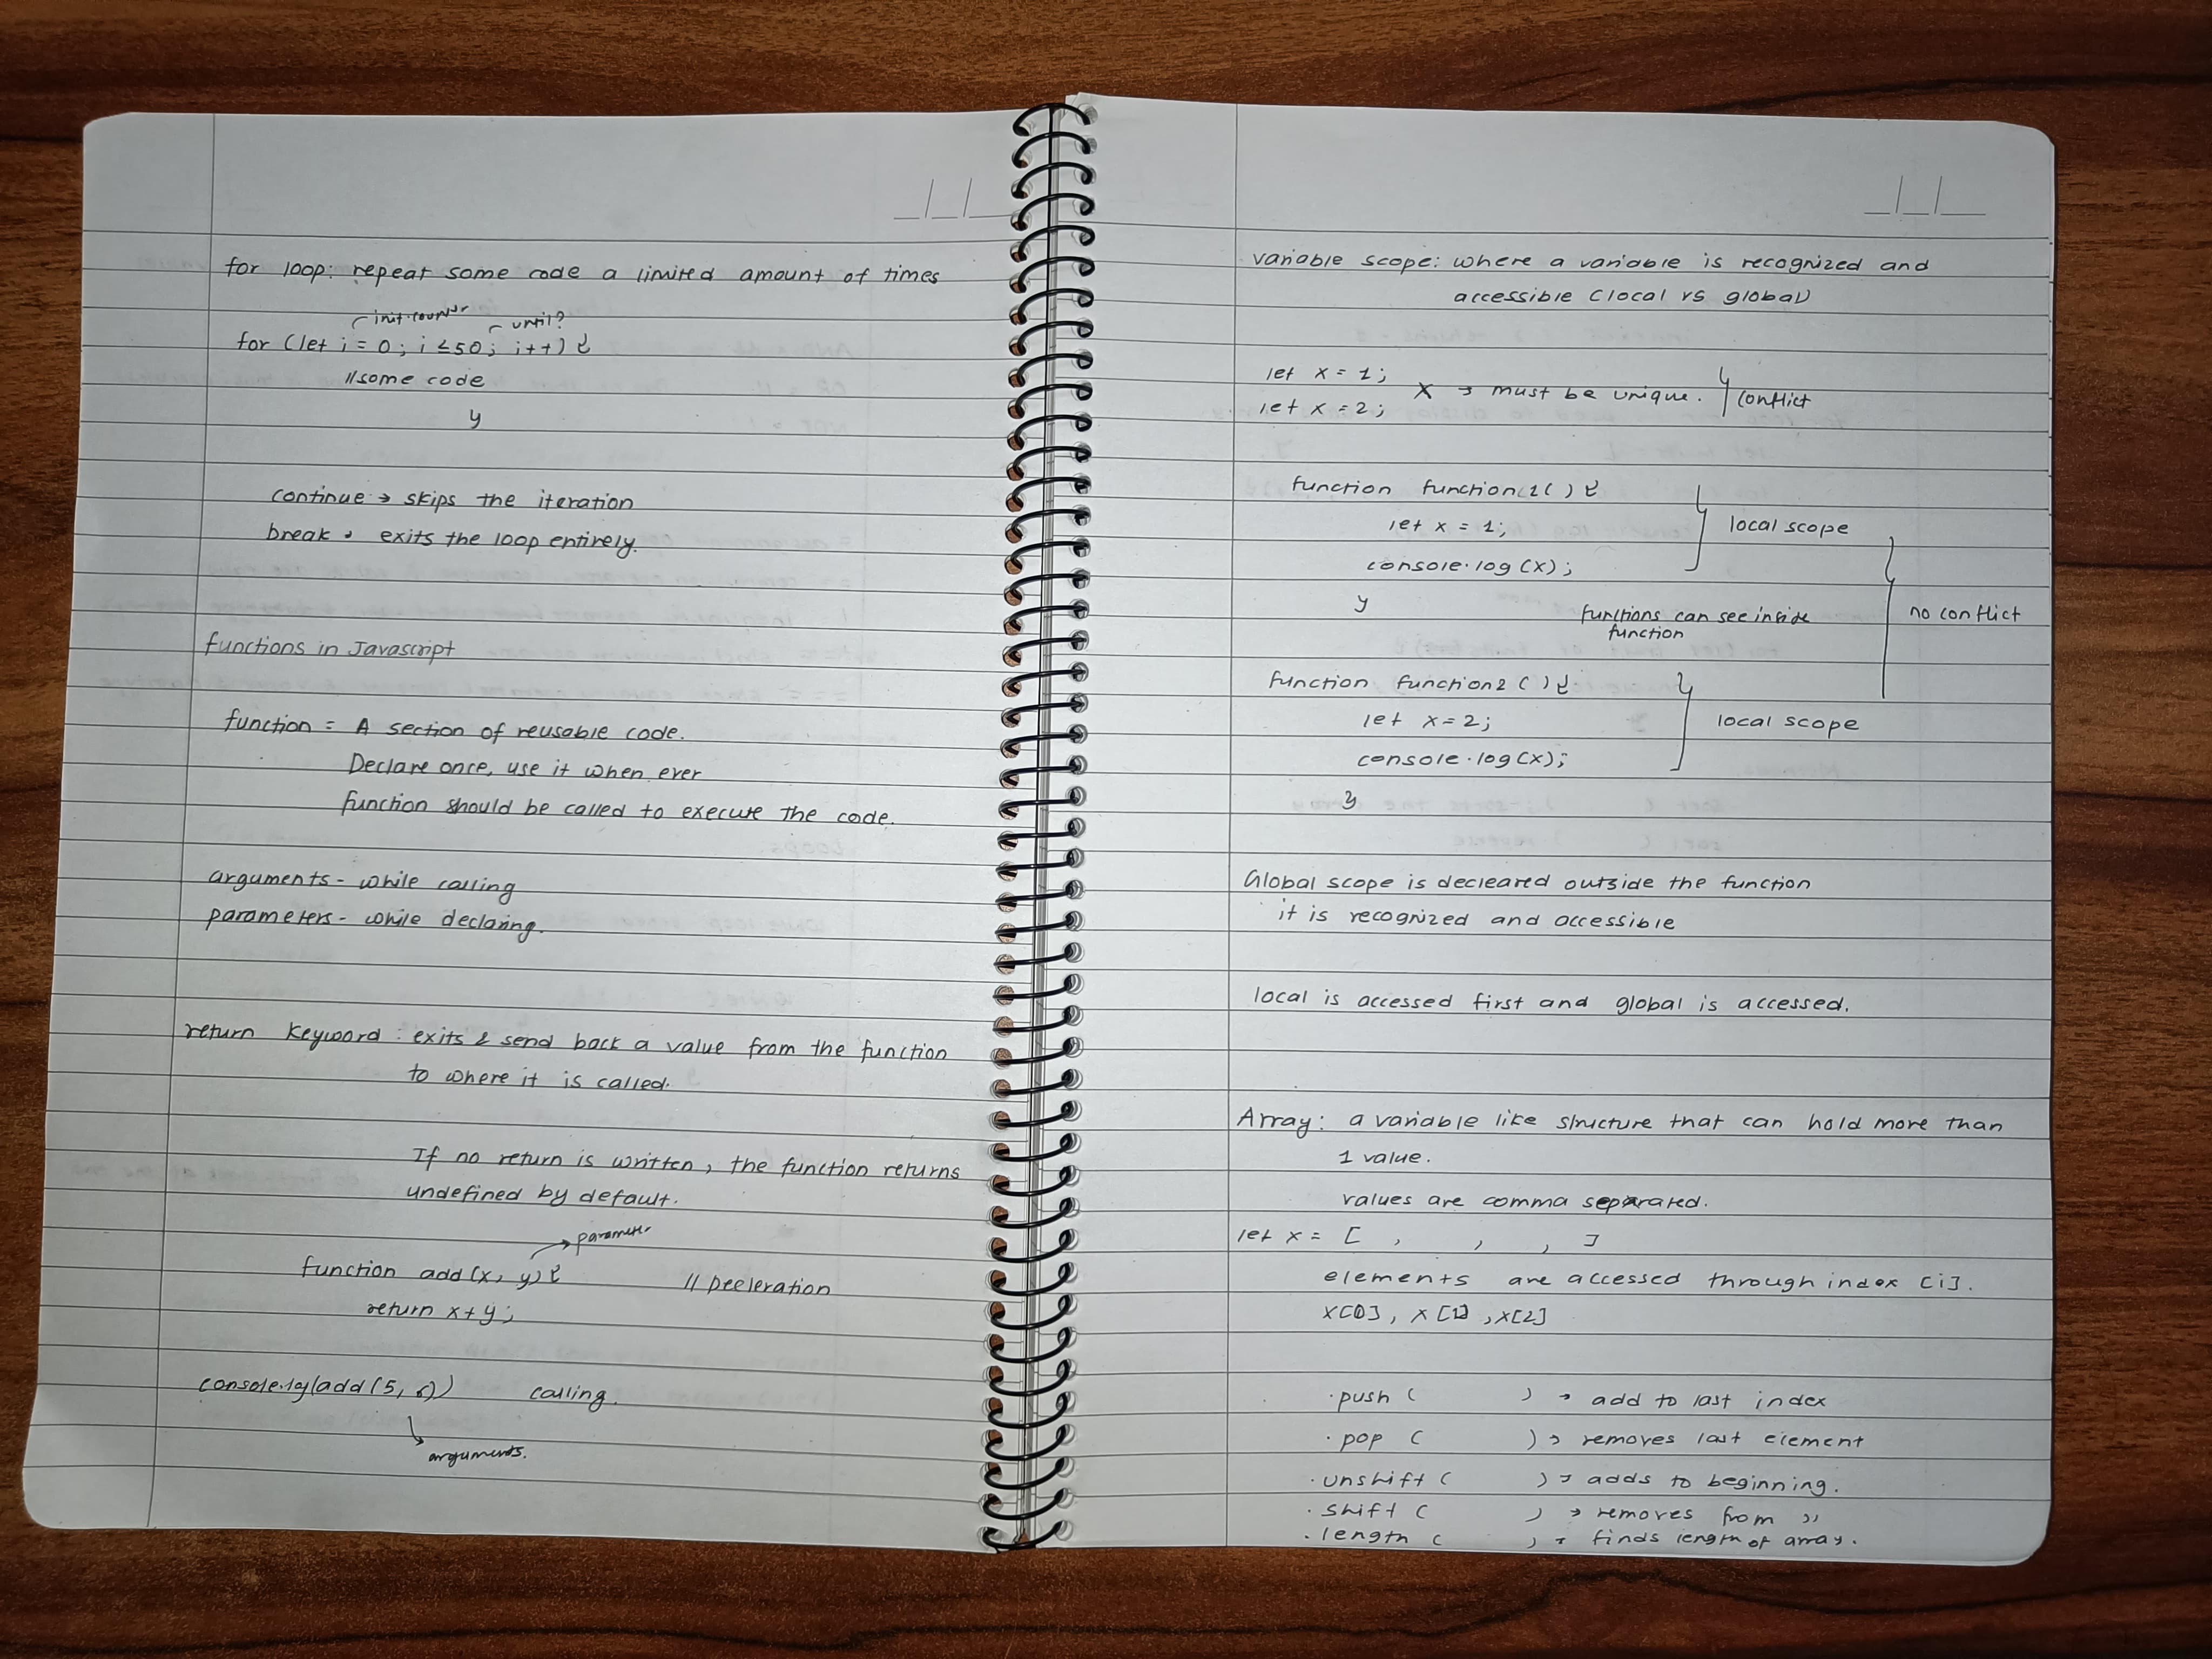 for loop: repeat some code a limited amount of times
init counter
until?
for (let i = 0; i ≤50; i++) {
//some code
}
continue → skips the iteration
break → exits the loop entirely.
functions in Javascript
function = A section of reusable code.
Declare once, use it when ever
function should be called to execute the code.
arguments - while calling
parameters - while declaring.
return keyword : exits & send back a value from the function
to where it is called.
If no return is written, the function returns
undefined by default.
parameter
function add(x, y) { // Decleration
return x+y;
console.log(add(5, 6)) calling.
arguments.
variable scope: where a variable is recognized and
accessible (local vs global)
let x = 1;
let x = 2;
X → must be unique. } conflict
function function1( ) {
let x = 1;
console.log(x);
}
local scope
functions can see inside
function
no conflict
function function2 ( ) {
let x = 2;
console.log(x);
}
local scope
Global scope is decleared outside the function
it is recognized and accessible
local is accessed first and global is accessed.
Array: a variable like structure that can hold more than
1 value.
values are comma separated.
let x = [ , , , ]
elements are accessed through index [i].
x[0], x[1], x[2]
.push ( ) → add to last index
.pop ( ) → removes last element
.unshift ( ) → adds to beginning.
.shift ( ) → removes from ,,
.length ( ) → finds length of array.